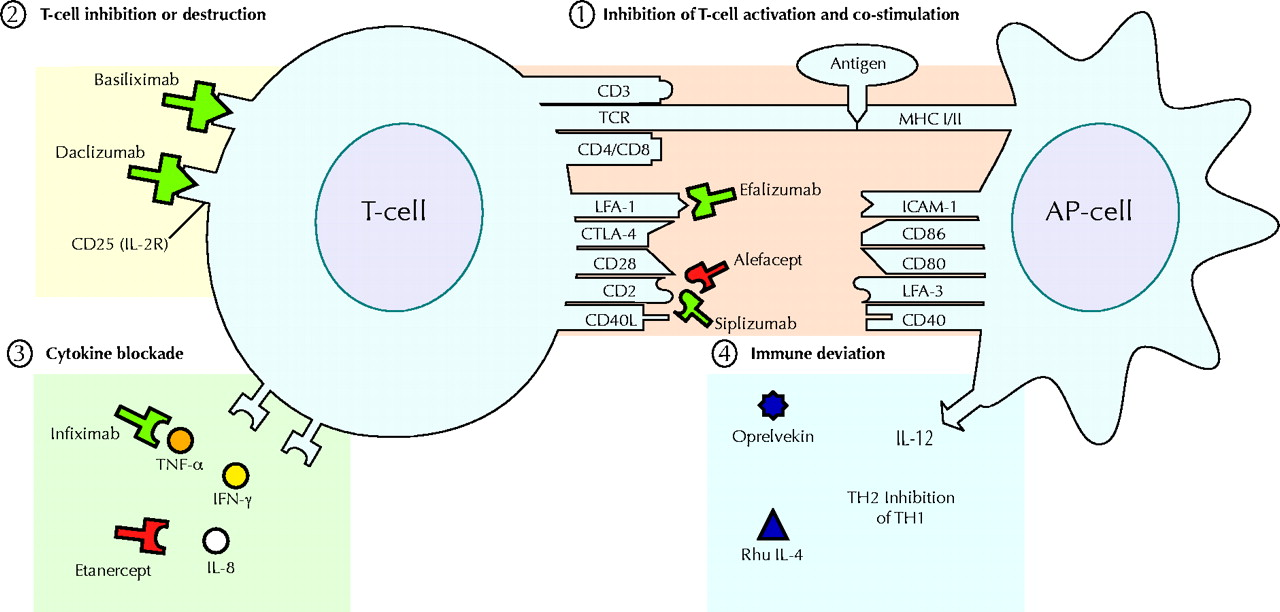 2 T-cell inhibition or destruction
1 Inhibition of T-cell activation and co-stimulation
Basiliximab
Daclizumab
CD25 (IL-2R)
T-cell
CD3
TCR
CD4/CD8
LFA-1
CTLA-4
CD28
CD2
CD40L
Antigen
MHC I/II
Efalizumab
Alefacept
Siplizumab
ICAM-1
CD86
CD80
LFA-3
CD40
AP-cell
3 Cytokine blockade
Infiximab
TNF-α
IFN-γ
Etanercept
IL-8
4 Immune deviation
Oprelvekin
IL-12
TH2 Inhibition
of TH1
Rhu IL-4